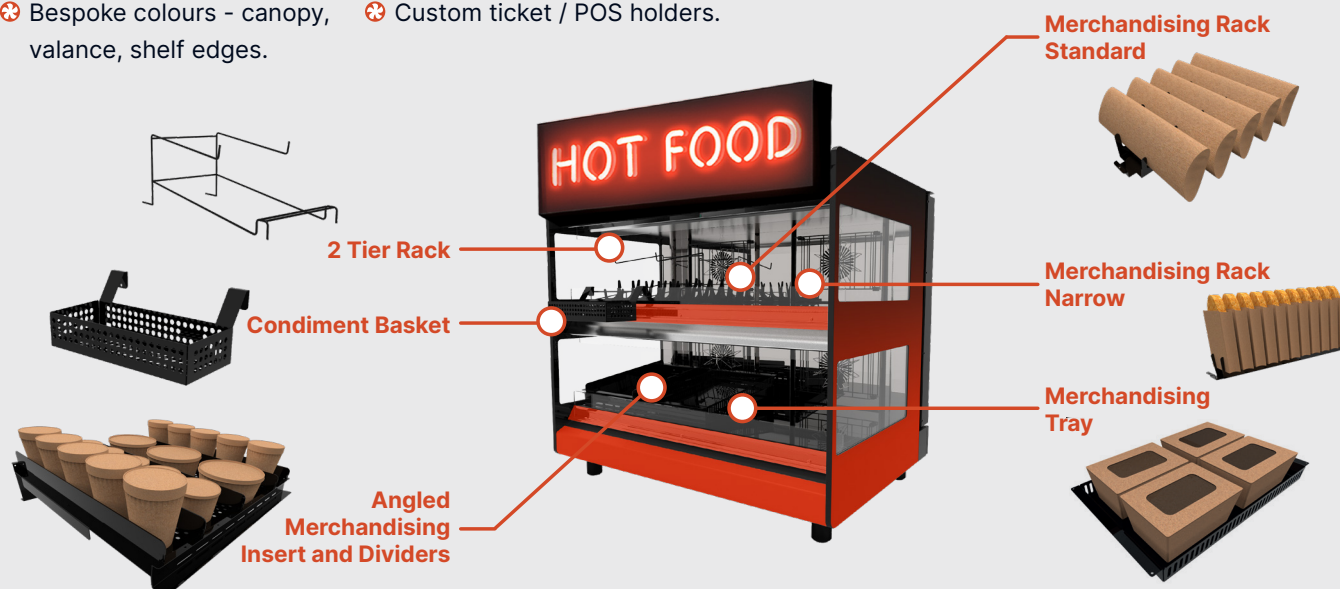 Bespoke colours - canopy,
valance, shelf edges.
Custom ticket / POS holders.
Merchandising Rack
Standard
HOT FOOD
2 Tier Rack
Merchandising Rack
Narrow
Condiment Basket
Merchandising
Tray
Angled
Merchandising
Insert and Dividers